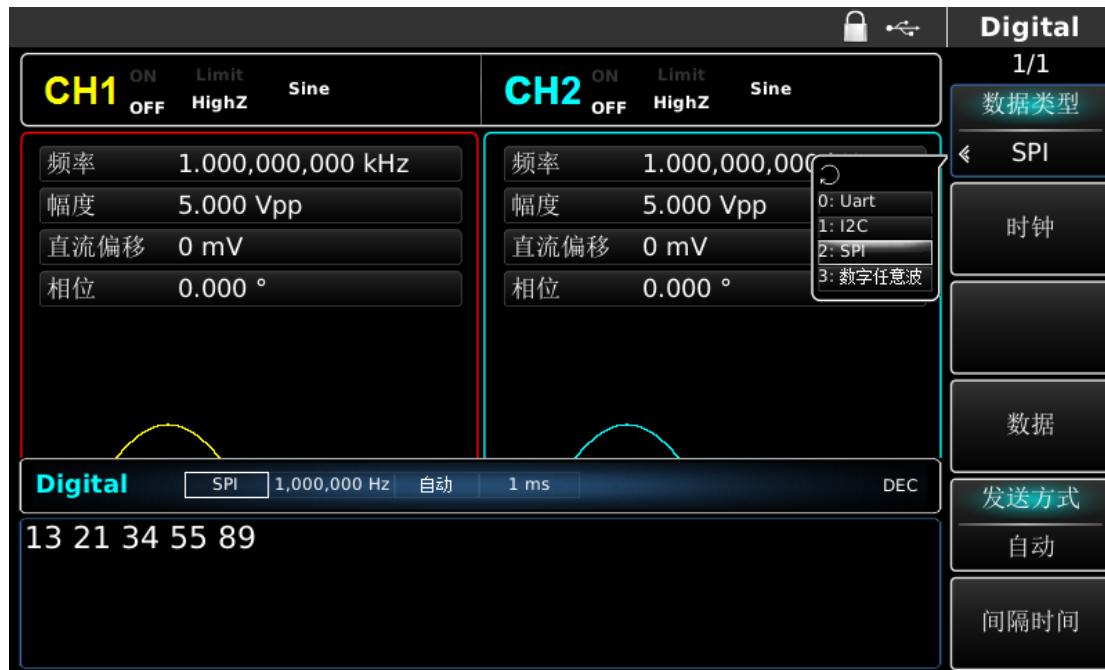 Digital
1/1
CH1 ON OFF Limit HighZ Sine
CH2 ON OFF Limit HighZ Sine
数据类型
SPI
频率 1.000,000,000 kHz
幅度 5.000 Vpp
直流偏移 0 mV
相位 0.000 °
频率 1.000,000,000
幅度 5.000 Vpp
直流偏移 0 mV
相位 0.000 °
0: Uart
1: I2C
2: SPI
3: 数字任意波
时钟
数据
Digital SPI 1,000,000 Hz 自动 1 ms DEC
13 21 34 55 89
发送方式
自动
间隔时间